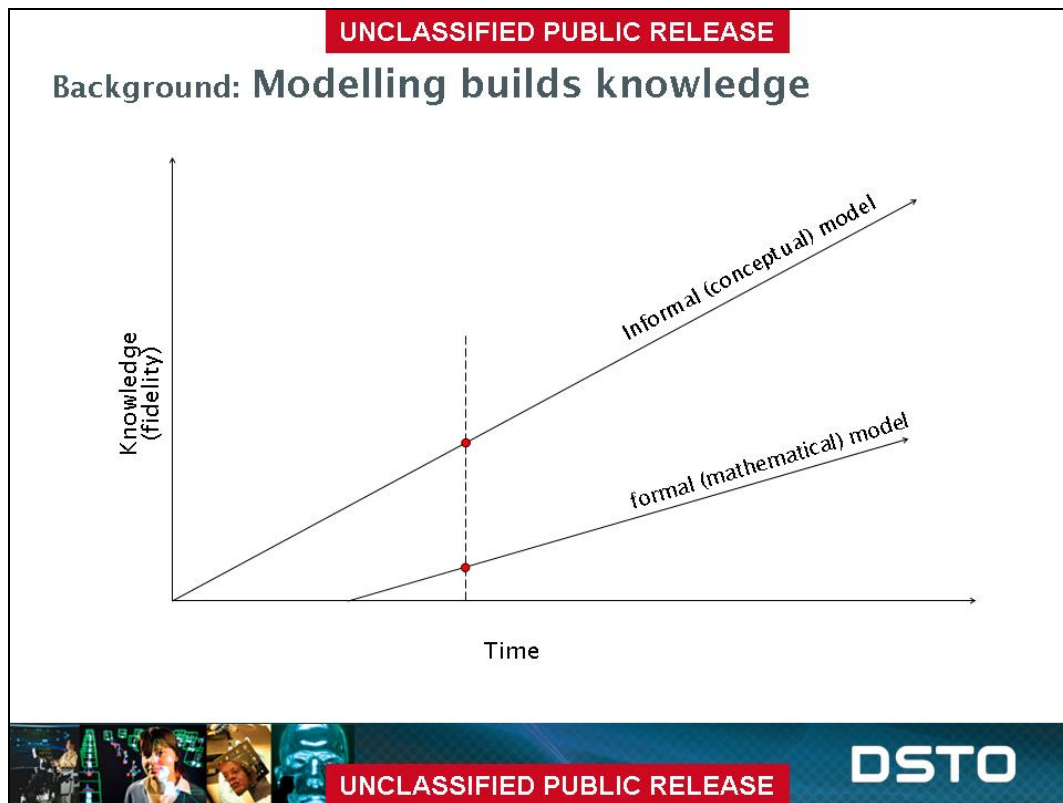 UNCLASSIFIED PUBLIC RELEASE
Background: Modelling builds knowledge
Knowledge
(fidelity)
Informal (conceptual) model
formal (mathematical) model
Time
DSTO
UNCLASSIFIED PUBLIC RELEASE